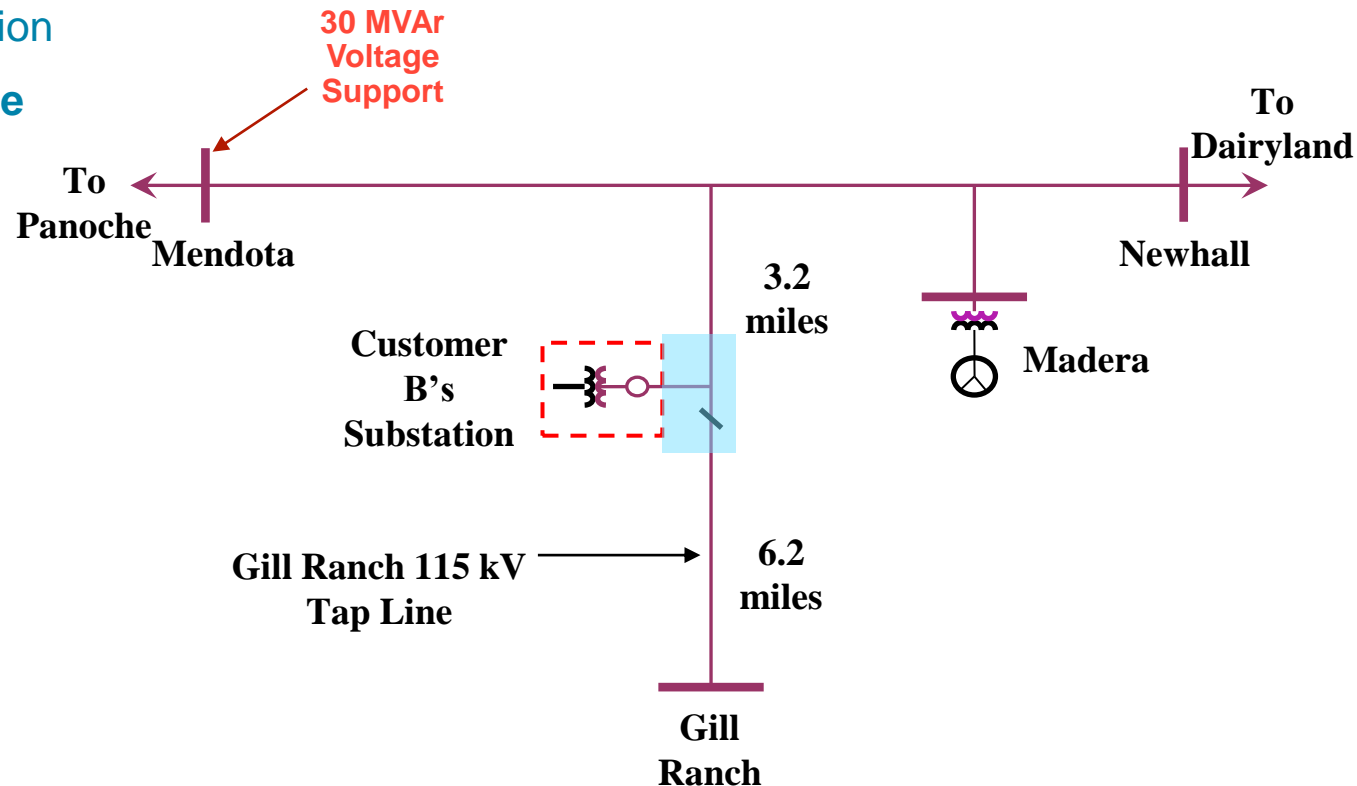 ion
e
30 MVAr
Voltage
Support
To
Dairyland
To
Panoche
Mendota
Newhall
3.2
miles
Customer
B’s
Substation
Madera
Gill Ranch 115 kV
Tap Line
6.2
miles
Gill
Ranch